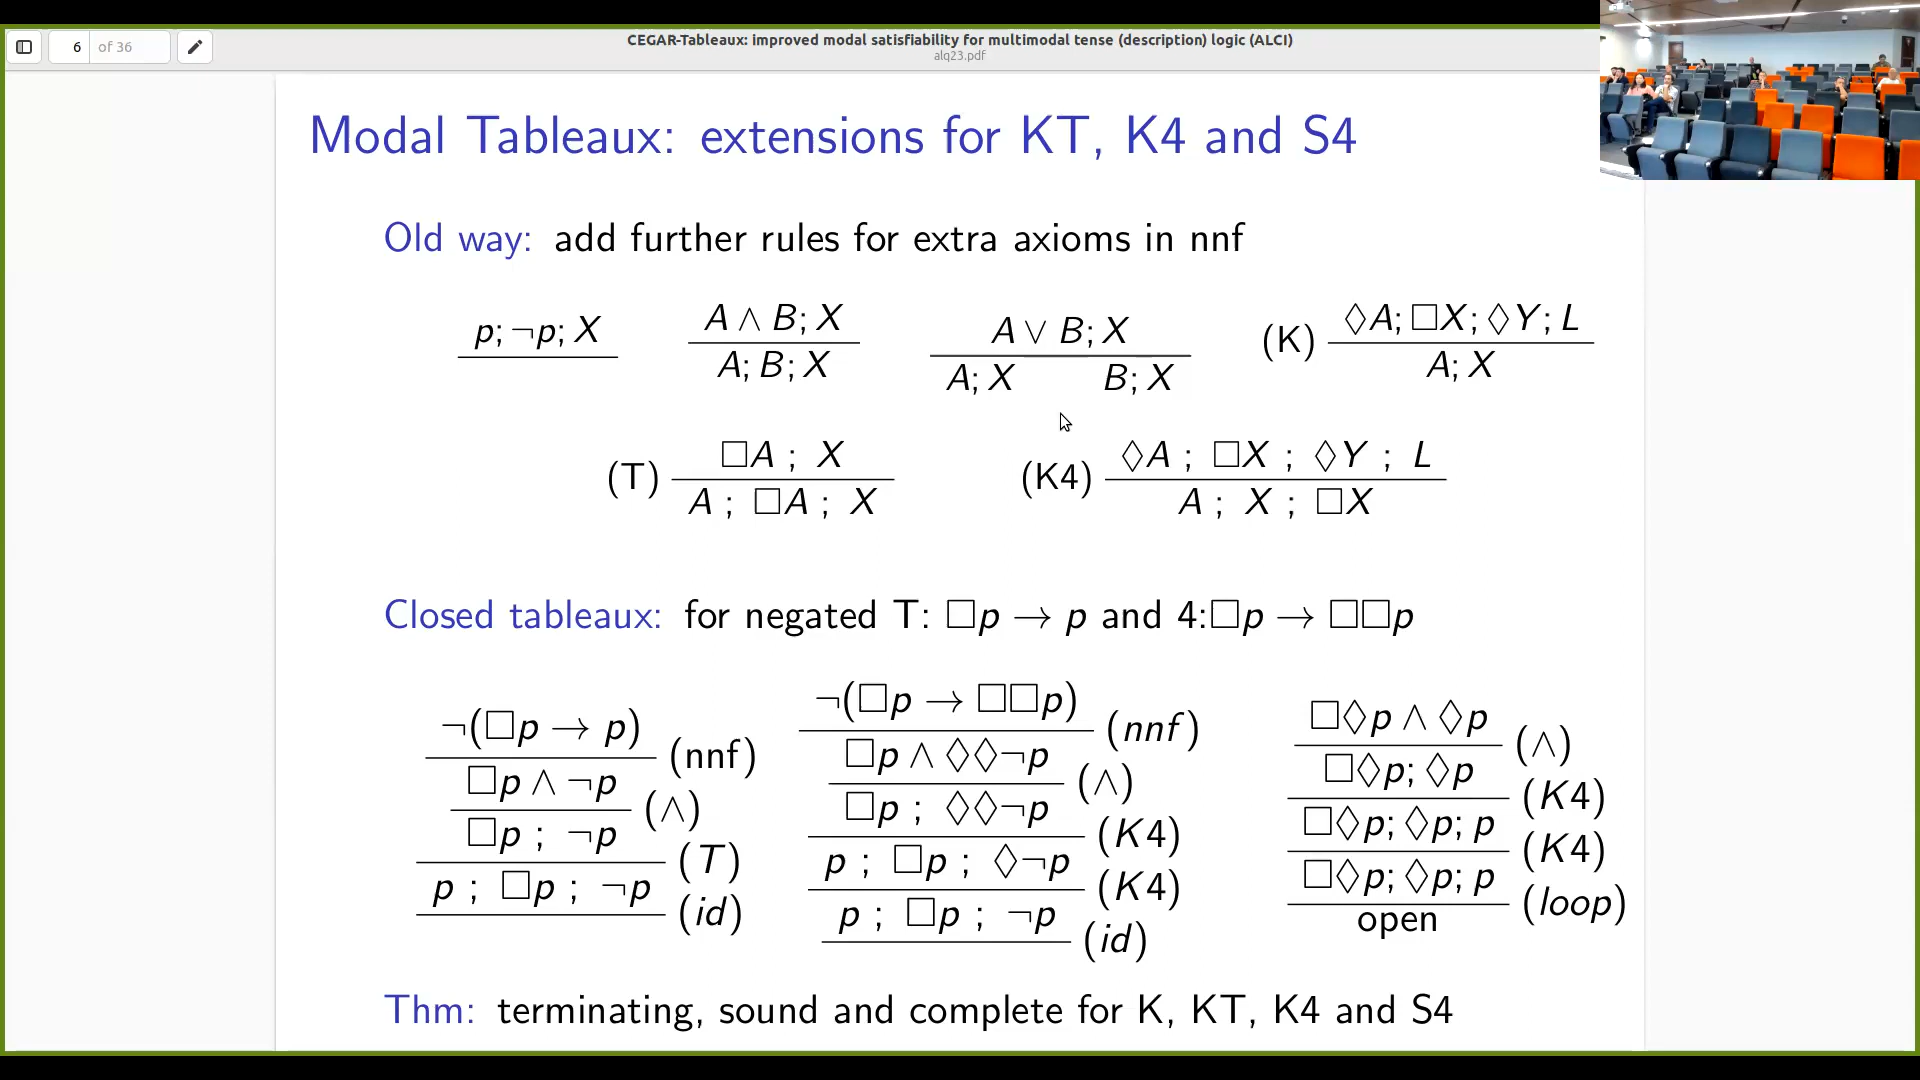 6 of 36
CEGAR-Tableaux: improved modal satisfiability for multimodal tense (description) logic (ALCI)
alq23.pdf
Modal Tableaux: extensions for KT, K4 and S4
Old way: add further rules for extra axioms in nnf
p; ¬p; X
A ∧ B; X
A; B; X
A ∨ B; X
A; X B; X
(K) ◊A; □X; ◊Y; L
A; X
(T) □A ; X
A ; □A ; X
(K4) ◊A ; □X ; ◊Y ; L
A ; X ; □X
Closed tableaux: for negated T: □p → p and 4:□p → □□p
¬(□p → p)
(nnf)
□p ∧ ¬p
(∧)
□p ; ¬p
(T)
p ; □p ; ¬p
(id)
¬(□p → □□p)
(nnf)
□p ∧ ◊◊¬p
(∧)
□p ; ◊◊¬p
(K4)
p ; □p ; ◊¬p
(K4)
p ; □p ; ¬p
(id)
□◊p ∧ ◊p
(∧)
□◊p; ◊p
(K4)
□◊p; ◊p; p
(K4)
□◊p; ◊p; p
(loop)
open
Thm: terminating, sound and complete for K, KT, K4 and S4